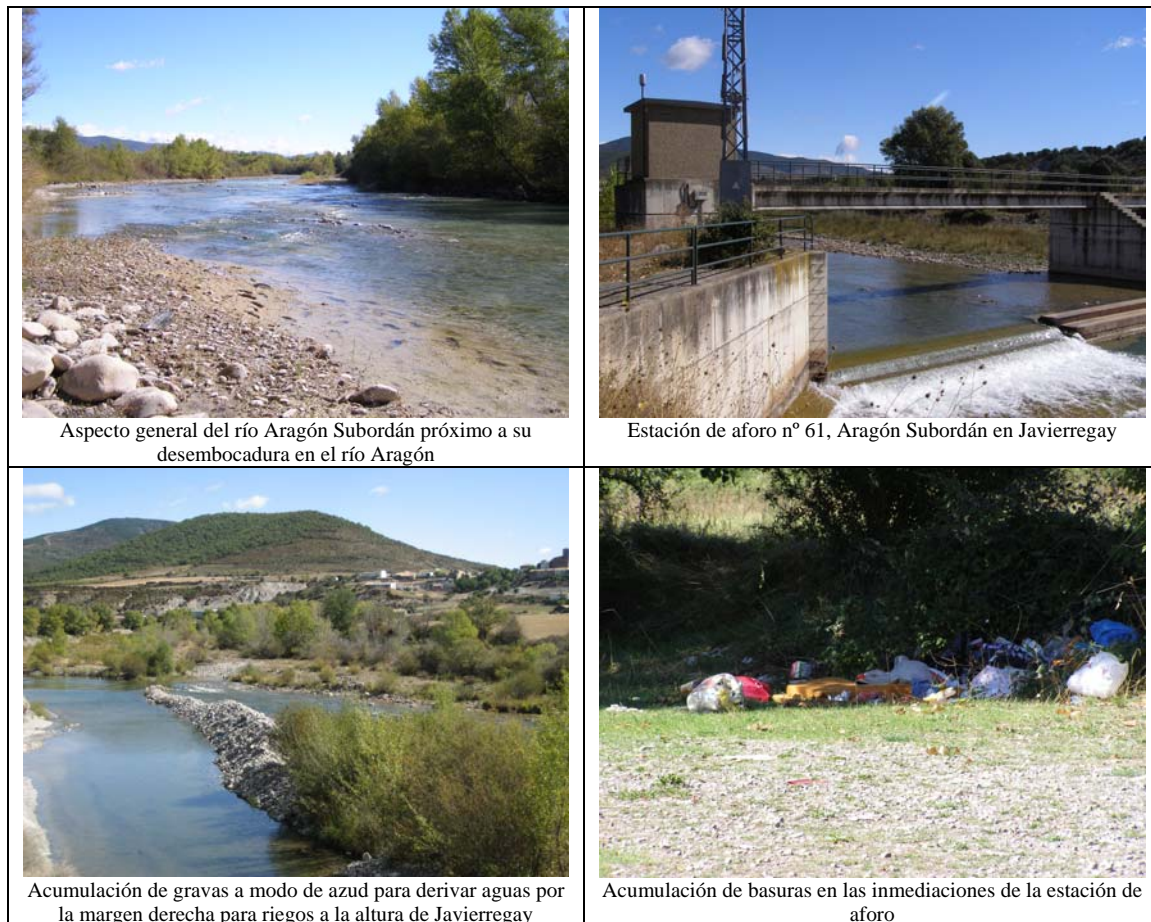 Aspecto general del río Aragón Subordán próximo a su
desembocadura en el río Aragón
Estación de aforo nº 61, Aragón Subordán en Javierregay
Acumulación de gravas a modo de azud para derivar aguas por
la margen derecha para riegos a la altura de Javierregay
Acumulación de basuras en las inmediaciones de la estación de
aforo